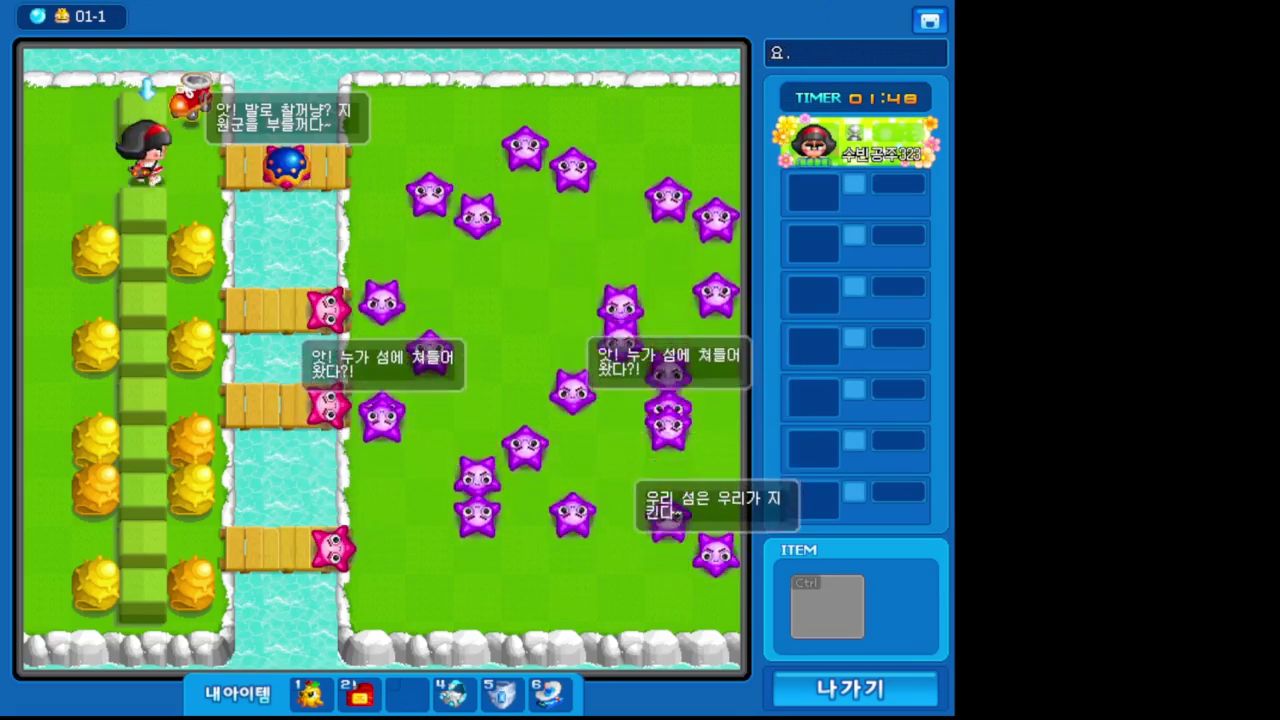 01-1
요.
TIMER 01:48
앗! 발로 찰꺼냥? 지
원군을 부를꺼다~
수빈공주323
앗! 누가 섬에 쳐들어
왔다?!
앗! 누가 섬에 쳐들어
왔다?!
우리 섬은 우리가 지
킨다~
ITEM
Ctrl
내아이템
1
2
4
5
6
나가기